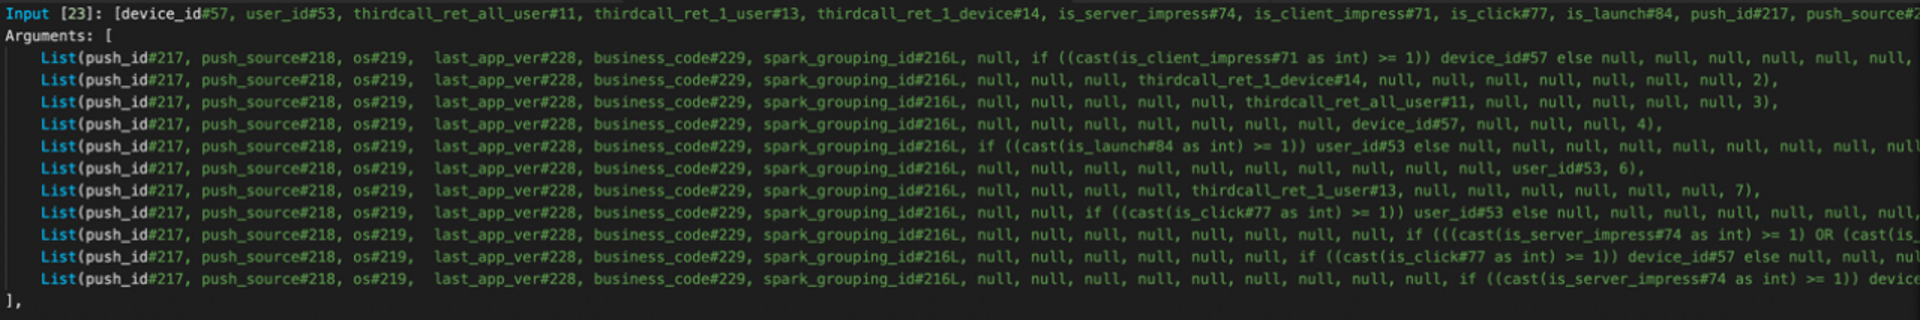 Input [23]: [device_id#57, user_id#53, thirdcall_ret_all_user#11, thirdcall_ret_1_user#13, thirdcall_ret_1_device#14, is_server_impress#74, is_client_impress#71, is_click#77, is_launch#84, push_id#217, push_source#2
Arguments: [
List(push_id#217, push_source#218, os#219, last_app_ver#228, business_code#229, spark_grouping_id#216L, null, if ((cast(is_client_impress#71 as int) >= 1)) device_id#57 else null, null, null, null, null, null,
List(push_id#217, push_source#218, os#219, last_app_ver#228, business_code#229, spark_grouping_id#216L, null, null, null, thirdcall_ret_1_device#14, null, null, null, null, null, null, null, 2),
List(push_id#217, push_source#218, os#219, last_app_ver#228, business_code#229, spark_grouping_id#216L, null, null, null, null, null, thirdcall_ret_all_user#11, null, null, null, null, null, 3),
List(push_id#217, push_source#218, os#219, last_app_ver#228, business_code#229, spark_grouping_id#216L, null, null, null, null, null, null, null, device_id#57, null, null, null, 4),
List(push_id#217, push_source#218, os#219, last_app_ver#228, business_code#229, spark_grouping_id#216L, if ((cast(is_launch#84 as int) >= 1)) user_id#53 else null, null, null, null, null, null, null, null, null
List(push_id#217, push_source#218, os#219, last_app_ver#228, business_code#229, spark_grouping_id#216L, null, null, null, null, null, null, null, null, null, null, user_id#53, 6),
List(push_id#217, push_source#218, os#219, last_app_ver#228, business_code#229, spark_grouping_id#216L, null, null, null, null, thirdcall_ret_1_user#13, null, null, null, null, null, null, 7),
List(push_id#217, push_source#218, os#219, last_app_ver#228, business_code#229, spark_grouping_id#216L, null, null, if ((cast(is_click#77 as int) >= 1)) user_id#53 else null, null, null, null, null, null, null,
List(push_id#217, push_source#218, os#219, last_app_ver#228, business_code#229, spark_grouping_id#216L, null, null, null, null, null, null, null, null, if (((cast(is_server_impress#74 as int) >= 1) OR (cast(is_
List(push_id#217, push_source#218, os#219, last_app_ver#228, business_code#229, spark_grouping_id#216L, null, null, null, null, null, null, if ((cast(is_click#77 as int) >= 1)) device_id#57 else null, null, nul
List(push_id#217, push_source#218, os#219, last_app_ver#228, business_code#229, spark_grouping_id#216L, null, null, null, null, null, null, null, null, null, if ((cast(is_server_impress#74 as int) >= 1)) device
],